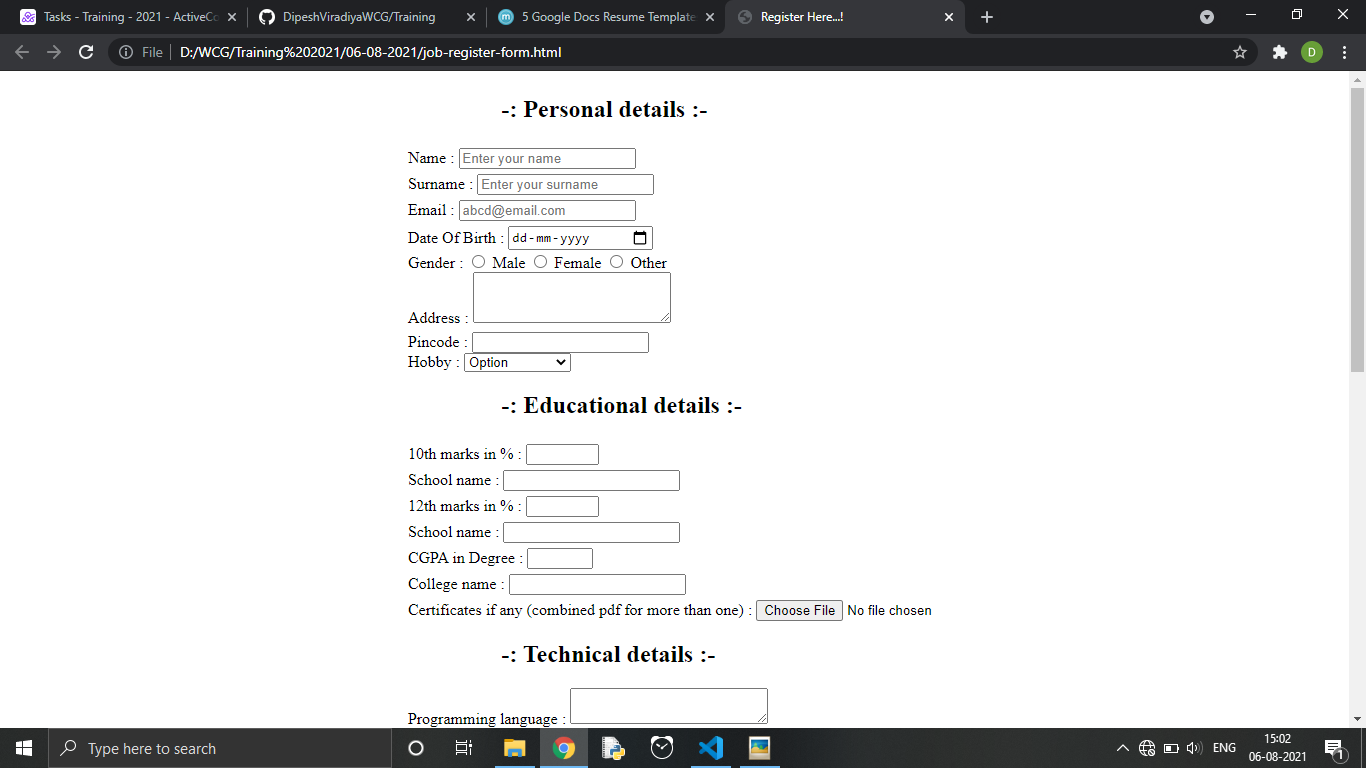 Tasks - Training - 2021 - ActiveCo
DipeshViradiyaWCG/Training
5 Google Docs Resume Template
Register Here...!
File
D:/WCG/Training%202021/06-08-2021/job-register-form.html
D
-: Personal details :-
Name : Enter your name
Surname : Enter your surname
Email : abcd@email.com
Date Of Birth : dd-mm-yyyy
Gender : Male Female Other
Address :
Pincode :
Hobby : Option
-: Educational details :-
10th marks in % :
School name :
12th marks in % :
School name :
CGPA in Degree :
College name :
Certificates if any (combined pdf for more than one) : Choose File No file chosen
-: Technical details :-
Programming language :
Type here to search
ENG
15:02
06-08-2021
1